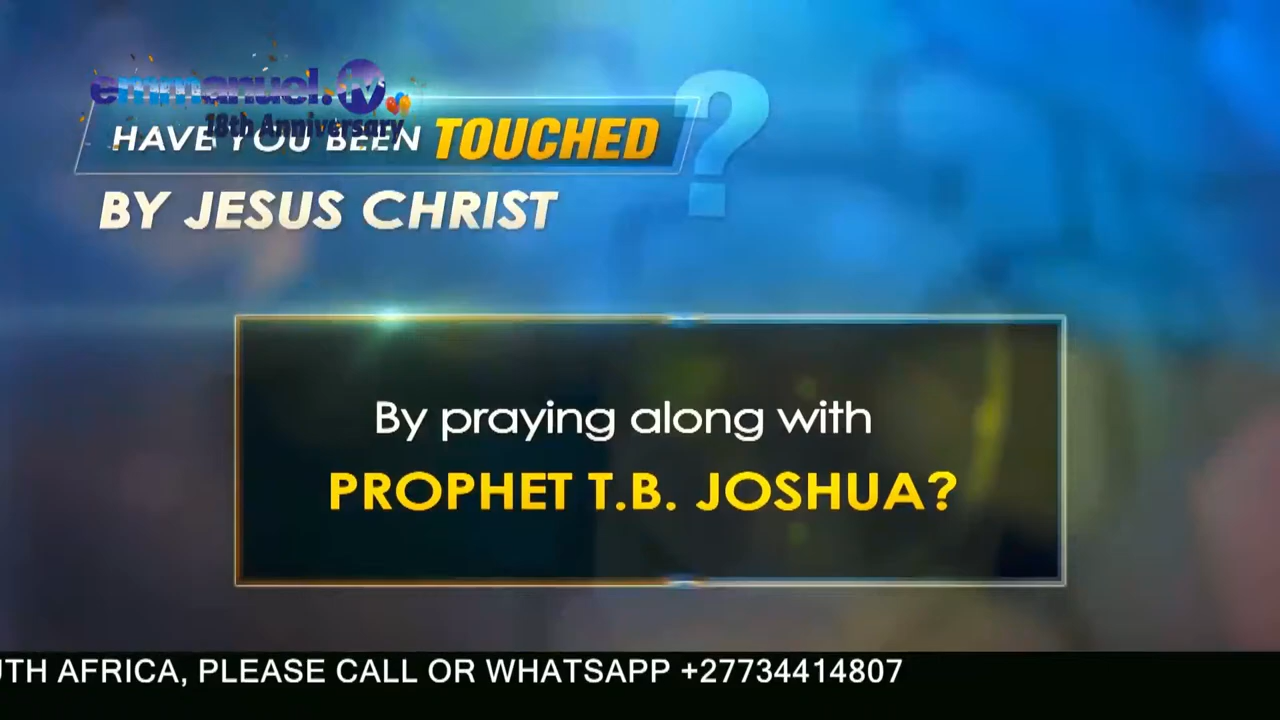 emmanuel.tv
18th Anniversary
HAVE YOU BEEN TOUCHED ?
BY JESUS CHRIST
By praying along with
PROPHET T.B. JOSHUA?
UTH AFRICA, PLEASE CALL OR WHATSAPP +27734414807